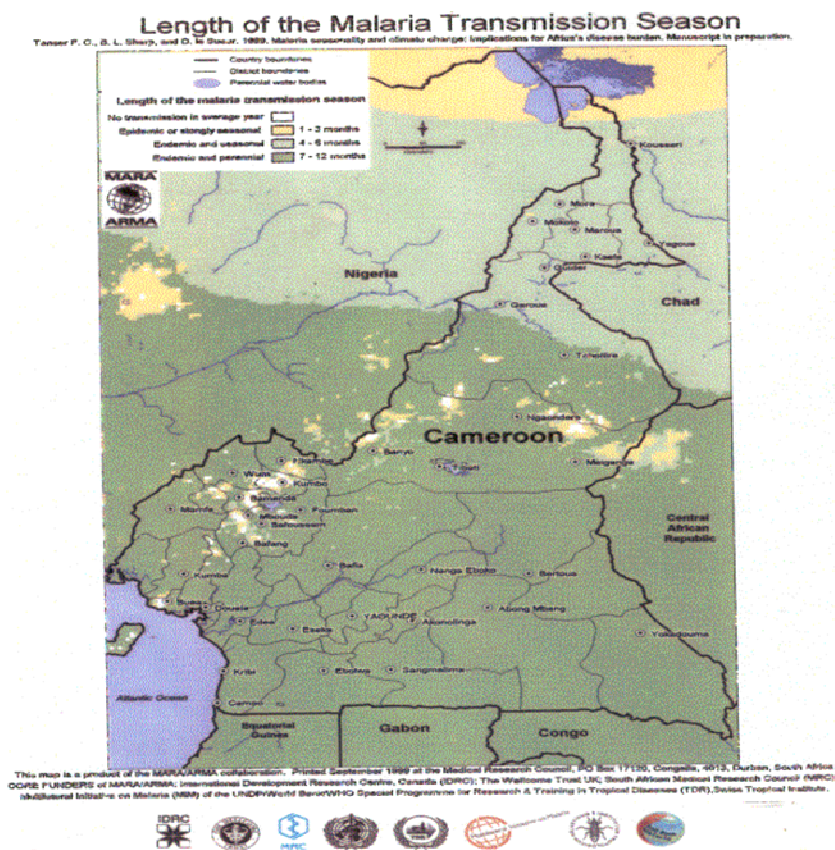 Length of the Malaria Transmission Season
Tanser F. C., B. L. Sharp, and D. le Sueur. 1999. Malaria seasonality and climate change: implications for Africa's disease burden. Manuscript in preparation.
Country boundaries
District boundaries
Perennial water bodies
Length of the malaria transmission season
No transmission in average year
Epidemic or stongly seasonal 1 - 3 months
Endemic and seasonal 4 - 6 months
Endemic and perennial 7 - 12 months
MARA
ARMA
Kousseri
Mora
Mokolo
Maroua
Yagoua
Kaele
Guider
Nigeria
Chad
Garoua
Tchollire
Ngaoundere
Cameroon
Banyo
Tibati
Meiganga
Nkambe
Wum
Kumbo
Bamenda
Mamfe
Mbouda
Foumban
Bafoussam
Bafang
Central
African
Republic
Bafia
Nanga Eboko
Bertoua
Kumba
Buea
Douala
Edea
Eseka
YAOUNDE
Akonolinga
Abong Mbang
Yokadouma
Kribi
Ebolwa
Sangmelima
Atlantic Ocean
Campo
Equatorial
Guinea
Gabon
Congo
This map is a product of the MARA/ARMA collaboration. Printed September 1999 at the Medical Research Council, PO Box 17120, Congella, 4013, Durban, South Africa
CORE FUNDERS of MARA/ARMA: International Development Research Centre, Canada (IDRC); The Wellcome Trust UK; South African Medical Research Council (MRC)
Multilateral Initiative on Malaria (MIM) of the UNDP/World Bank/WHO Special Programme for Research & Training in Tropical Diseases (TDR), Swiss Tropical Institute.
IDRC
MRC